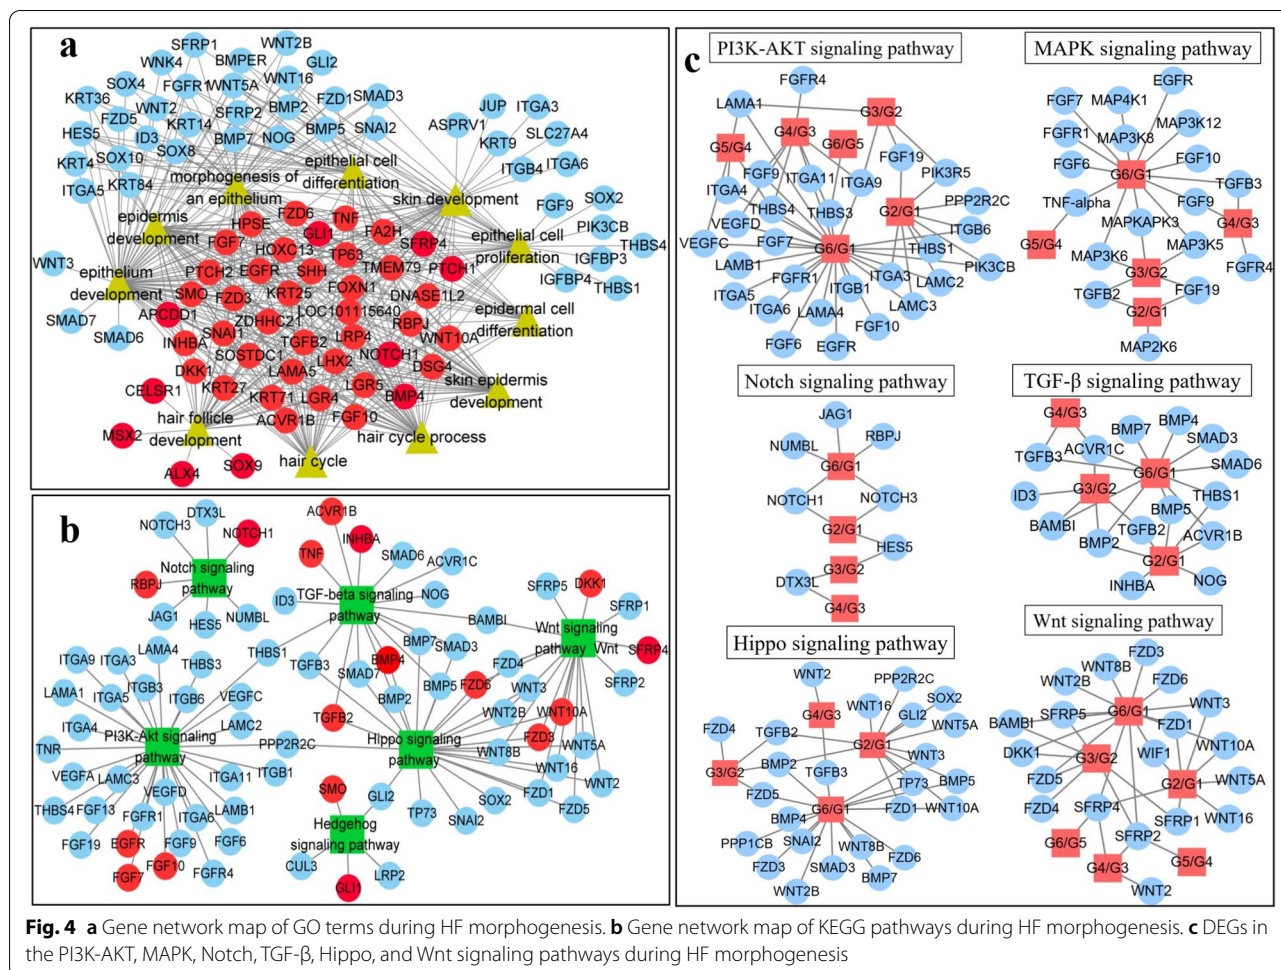 a
SFRP1
WNT2B
WNK4
BMPER
GLI2
SOX4
FGFR1
WNT5A
WNT16
KRT36
WNT2
SFRP2
BMP2
FZD1
SMAD3
JUP
ITGA3
FZD5
KRT14
HES5
ID3
BMP7
NOG
BMP5
SNAI2
ASPRV1
SLC27A4
KRT9
KRT4
SOX10
SOX8
ITGB4
ITGA6
ITGA5
KRT84
morphogenesis of
an epithelium
epithelial cell
differentiation
skin development
FGF9
SOX2
epidermis
development
HPSE
FZD6
TNF
GLI1
FA2H
epithelial cell
proliferation
PIK3CB
FGF7
HOXC13
TP63
SFRP4
THBS4
WNT3
epithelium
development
PTCH2
EGFR
SHH
TMEM79
PTCH1
IGFBP3
FOXN1
IGFBP4
THBS1
SMO
FZD3
KRT25
DNASE1L2
epidermal cell
differentiation
SMAD7
APCDD1
ZDHHC21
LOC101115640
RBPJ
SMAD6
INHBA
SNAI1
TGFB2
LRP4
WNT10A
SOSTDC1
LHX2
NOTCH1
DKK1
LAMA5
DSG4
skin epidermis
development
CELSR1
KRT27
KRT71
LGR4
LGR5
BMP4
hair follicle
development
ACVR1B
FGF10
MSX2
hair cycle process
ALX4
SOX9
hair cycle
b
DTX3L
NOTCH3
NOTCH1
ACVR1B
INHBA
TNF
SMAD6
ACVR1C
RBPJ
Notch signaling
pathway
TGF-beta signaling
pathway
NOG
SFRP5
DKK1
ID3
SFRP1
JAG1
HES5
NUMBL
BAMBI
Wnt signaling
pathway Wnt
SFRP4
LAMA4
THBS1
BMP7
SMAD3
ITGA9
ITGA3
THBS3
TGFB3
BMP4
FZD4
SFRP2
LAMA1
ITGA5
ITGB3
ITGB6
VEGFC
SMAD7
BMP2
BMP5
FZD6
WNT3
ITGA4
LAMC2
TGFB2
WNT2B
WNT10A
TNR
PI3K-Akt signaling
pathway
PPP2R2C
Hippo signaling
pathway
FZD3
WNT8B
WNT5A
VEGFA
LAMC3
ITGA11
ITGB1
WNT16
WNT2
VEGFD
SMO
GLI2
SOX2
FZD1
THBS4
FGF13
FGFR1
ITGA6
LAMB1
TP73
SNAI2
FZD5
FGF19
EGFR
FGF9
FGF6
Hedgehog
signaling pathway
FGF7
FGF10
FGFR4
CUL3
GLI1
LRP2
c
PI3K-AKT signaling pathway
FGFR4
LAMA1
G3/G2
G5/G4
G4/G3
G6/G5
FGF19
FGF9
ITGA11
ITGA9
PIK3R5
ITGA4
THBS4
THBS3
G2/G1
PPP2R2C
VEGFD
ITGB6
VEGFC
FGF7
G6/G1
THBS1
LAMB1
FGFR1
ITGA3
PIK3CB
ITGB1
LAMC2
ITGA5
ITGA6
LAMA4
LAMC3
FGF10
FGF6
EGFR
MAPK signaling pathway
EGFR
FGF7
MAP4K1
FGFR1
MAP3K8
MAP3K12
FGF6
G6/G1
FGF10
TGFB3
TNF-alpha
FGF9
G5/G4
MAPKAPK3
G4/G3
MAP3K6
MAP3K5
G3/G2
FGFR4
TGFB2
FGF19
G2/G1
MAP2K6
Notch signaling pathway
JAG1
NUMBL
RBPJ
G6/G1
NOTCH1
NOTCH3
G2/G1
HES5
G3/G2
DTX3L
G4/G3
TGF-β signaling pathway
G4/G3
BMP7
BMP4
SMAD3
TGFB3
ACVR1C
G6/G1
SMAD6
ID3
G3/G2
THBS1
BMP5
BAMBI
TGFB2
BMP2
ACVR1B
G2/G1
INHBA
NOG
Hippo signaling pathway
WNT2
PPP2R2C
G4/G3
WNT16
SOX2
FZD4
TGFB2
GLI2
WNT5A
G2/G1
G3/G2
BMP2
TGFB3
WNT3
FZD5
TP73
BMP5
G6/G1
FZD1
WNT10A
BMP4
PPP1CB
SNAI2
WNT8B
FZD3
SMAD3
FZD6
WNT2B
BMP7
Wnt signaling pathway
FZD3
WNT8B
WNT2B
FZD6
G6/G1
WNT3
BAMBI
SFRP5
FZD1
DKK1
G3/G2
WIF1
WNT10A
FZD5
G2/G1
WNT5A
FZD4
SFRP4
SFRP1
WNT16
G6/G5
SFRP2
G4/G3
G5/G4
WNT2
Fig. 4 a Gene network map of GO terms during HF morphogenesis. b Gene network map of KEGG pathways during HF morphogenesis. c DEGs in
the PI3K-AKT, MAPK, Notch, TGF-β, Hippo, and Wnt signaling pathways during HF morphogenesis